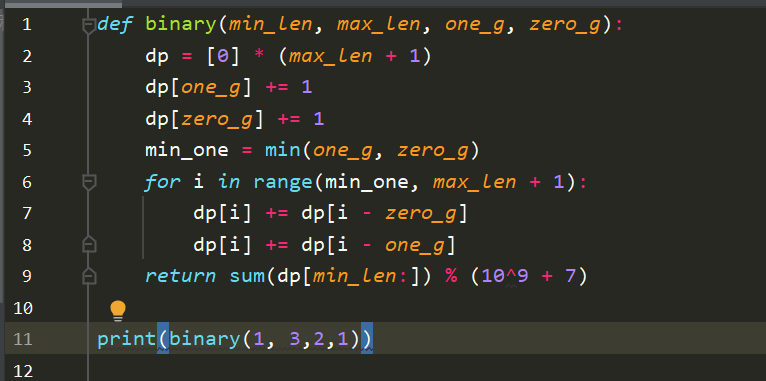 1 def binary(min_len, max_len, one_g, zero_g):
2     dp = [0] * (max_len + 1)
3     dp[one_g] += 1
4     dp[zero_g] += 1
5     min_one = min(one_g, zero_g)
6     for i in range(min_one, max_len + 1):
7         dp[i] += dp[i - zero_g]
8         dp[i] += dp[i - one_g]
9     return sum(dp[min_len:]) % (10^9 + 7)
10
11 print(binary(1, 3,2,1))
12